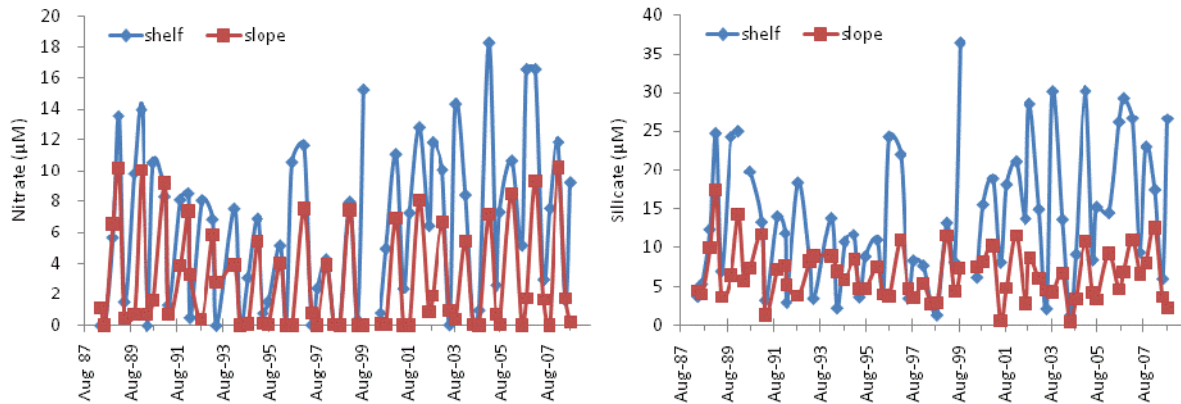 20
18
16
14
12
10
8
6
4
2
0
Nitrate (µM)
shelf
slope
Aug-87
Aug-89
Aug-91
Aug-93
Aug-95
Aug-97
Aug-99
Aug-01
Aug-03
Aug-05
Aug-07
40
35
30
25
20
15
10
5
0
Silicate (µM)
shelf
slope
Aug-87
Aug-89
Aug-91
Aug-93
Aug-95
Aug-97
Aug-99
Aug-01
Aug-03
Aug-05
Aug-07